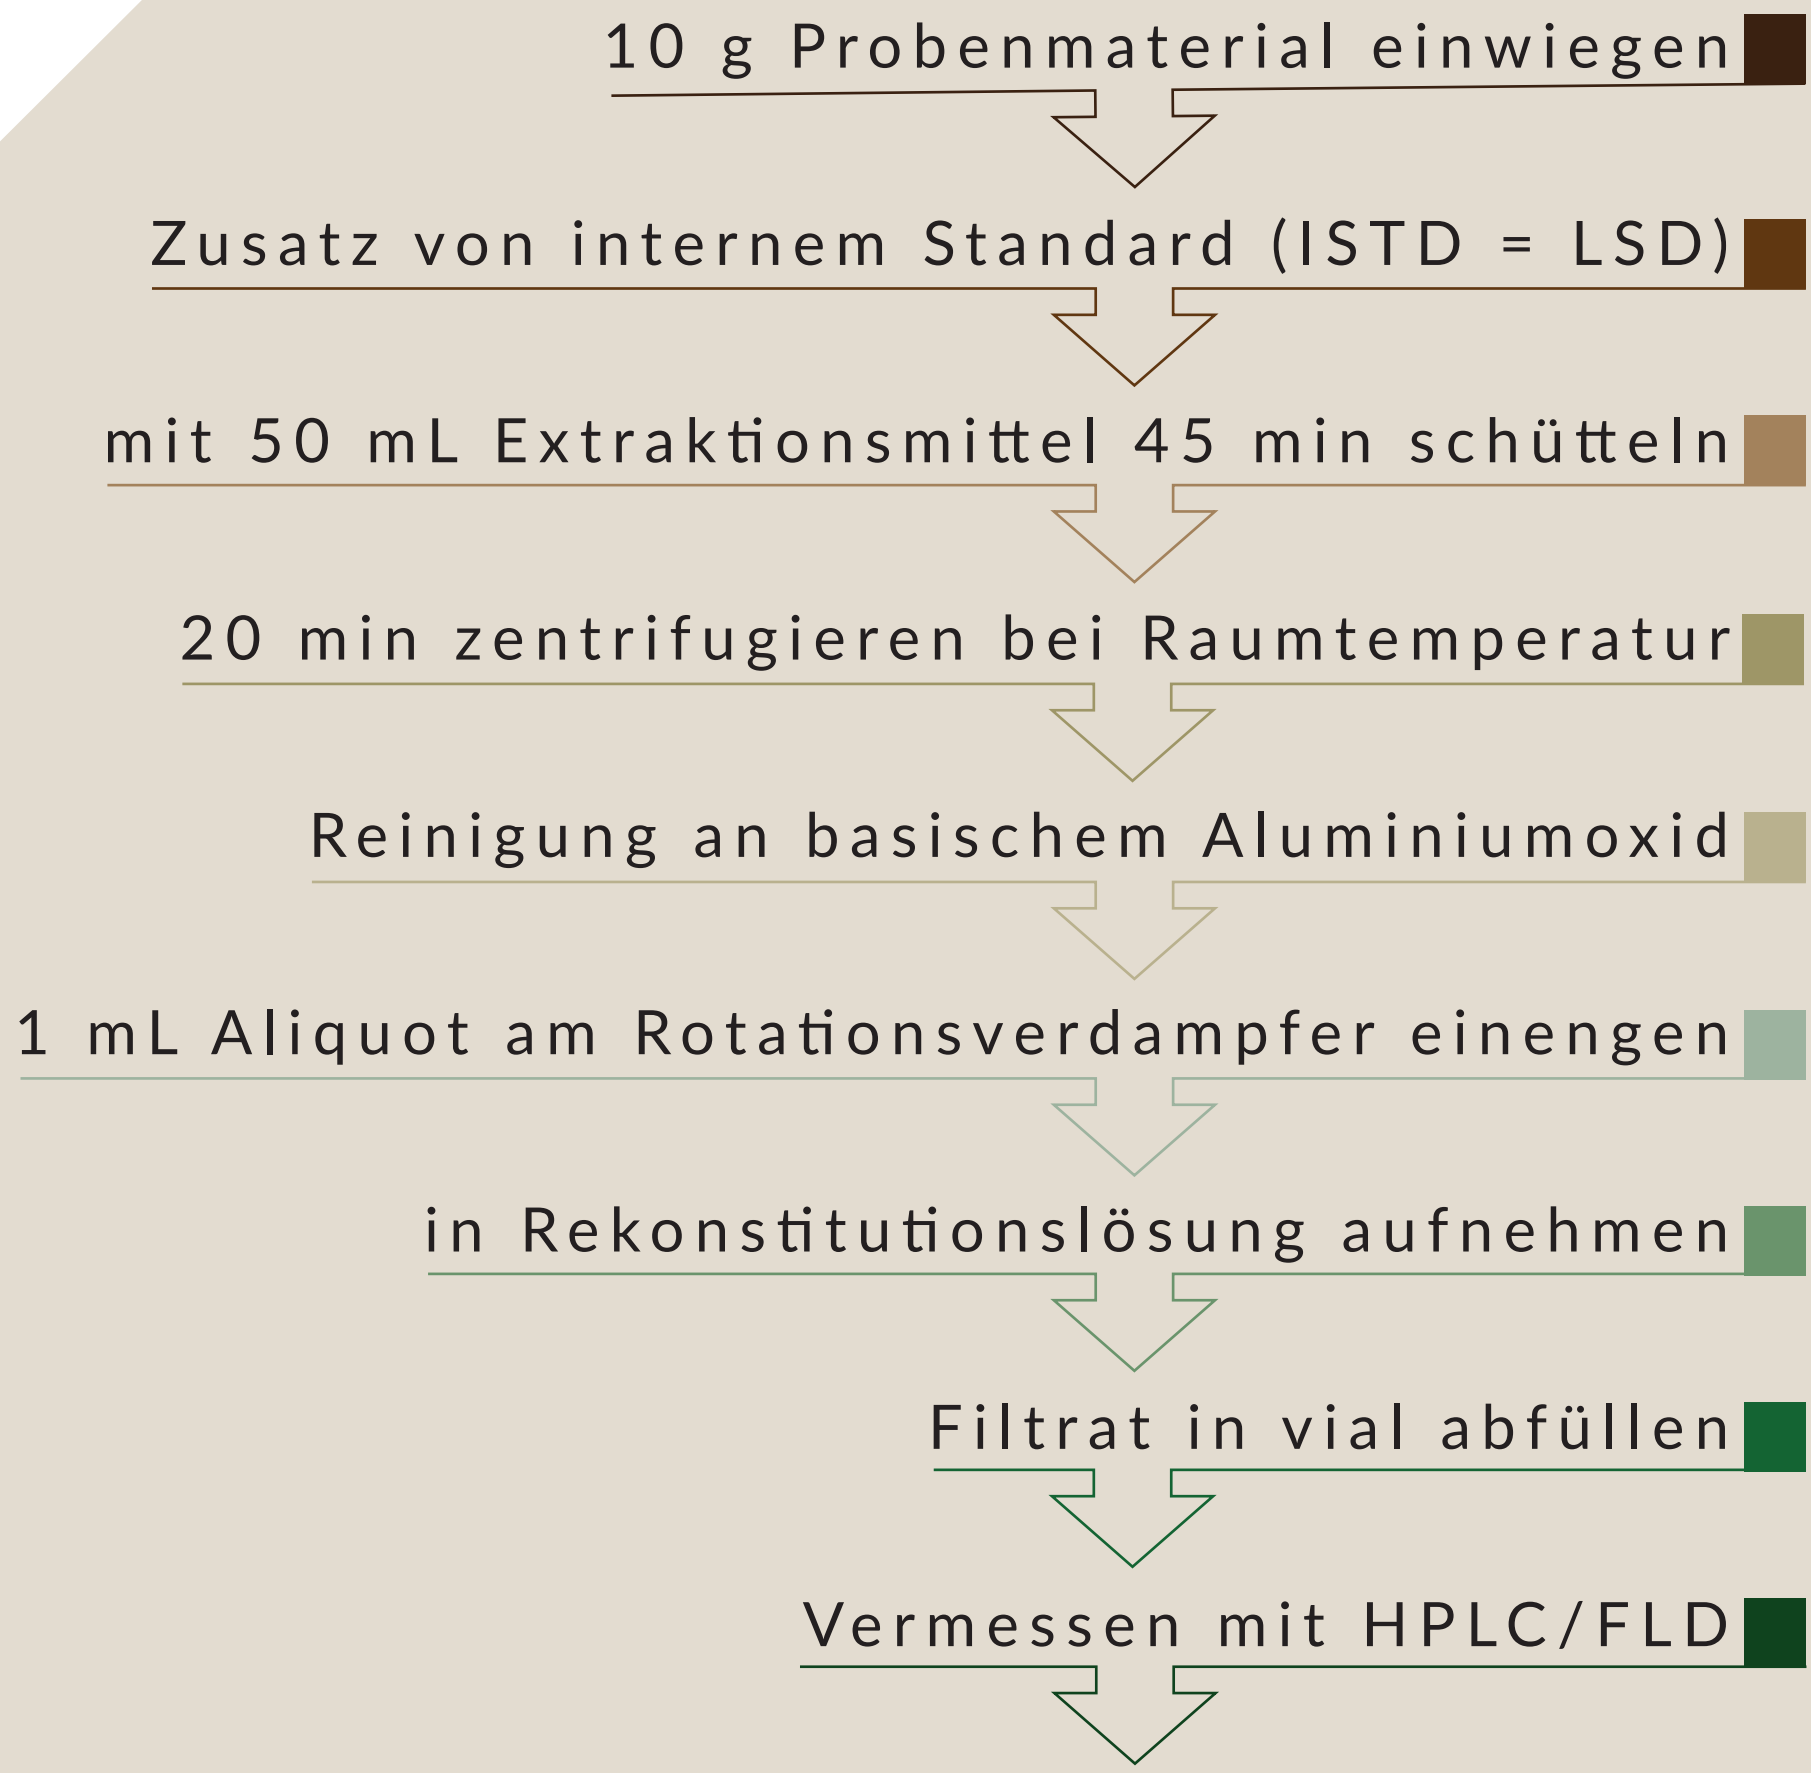 10 g Probenmaterial einwiegen
Zusatz von internem Standard (ISTD = LSD)
mit 50 mL Extraktionsmittel 45 min schütteln
20 min zentrifugieren bei Raumtemperatur
Reinigung an basischem Aluminiumoxid
1 mL Aliquot am Rotationsverdampfer einengen
in Rekonstitutionslösung aufnehmen
Filtrat in vial abfüllen
Vermessen mit HPLC/FLD